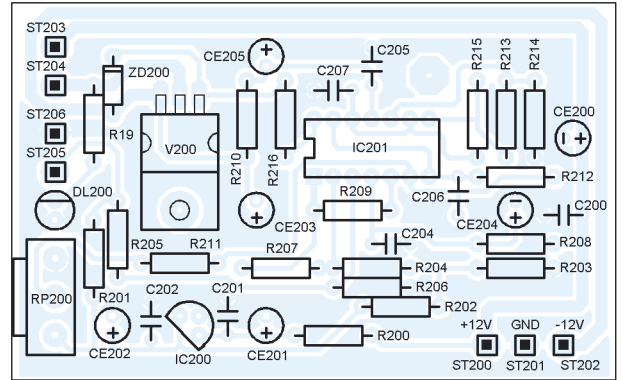 ST203
ST204
ST206
ST205
ZD200
R19
V200
CE205
C205
C207
R215
R213
R214
CE200
IC201
R210
R216
DL200
R209
C206
R212
CE203
CE204
C200
C204
R205
R211
R207
R204
R208
R203
RP200
R201
C202
C201
R206
R202
CE202
IC200
CE201
R200
+12V
GND
-12V
ST200
ST201
ST202